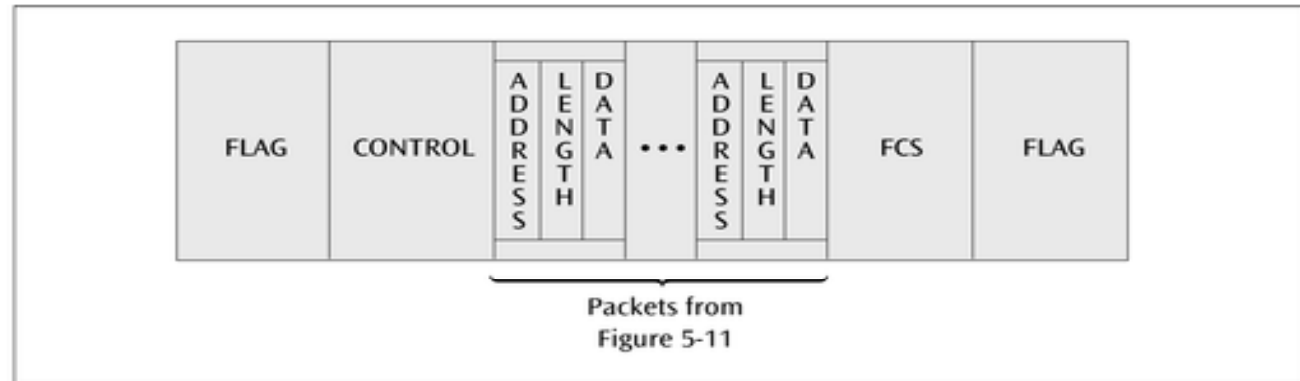 FLAG
CONTROL
ADDRESS
LENGTH
DATA
...
ADDRESS
LENGTH
DATA
FCS
FLAG
Packets from
Figure 5-11